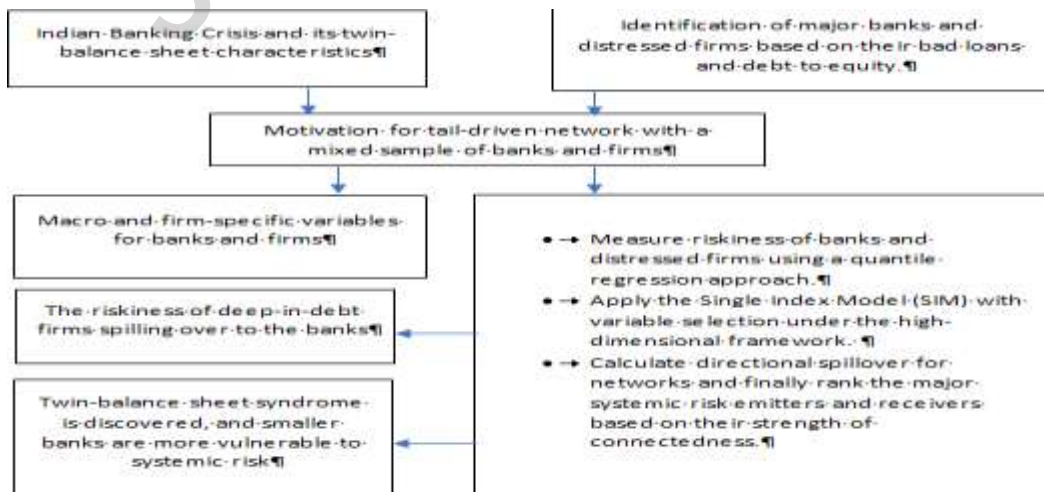 Indian Banking Crisis and its twin-
balance sheet characteristics¶
Identification of major banks and
distressed firms based on their bad loans
and debt to equity.¶
Motivation for tail-driven network with a
mixed sample of banks and firms¶
Macro and firm-specific variables
for banks and firms¶
The riskiness of deep-in-debt
firms spilling over to the banks¶
Twin-balance sheet syndrome
is discovered, and smaller
banks are more vulnerable to
systemic risk¶
• → Measure riskiness of banks and
distressed firms using a quantile
regression approach.¶
• → Apply the Single Index Model (SIM) with
variable selection under the high-
dimensional framework. ¶
• → Calculate directional spillover for
networks and finally rank the major
systemic risk emitters and receivers
based on their strength of
connectedness.¶